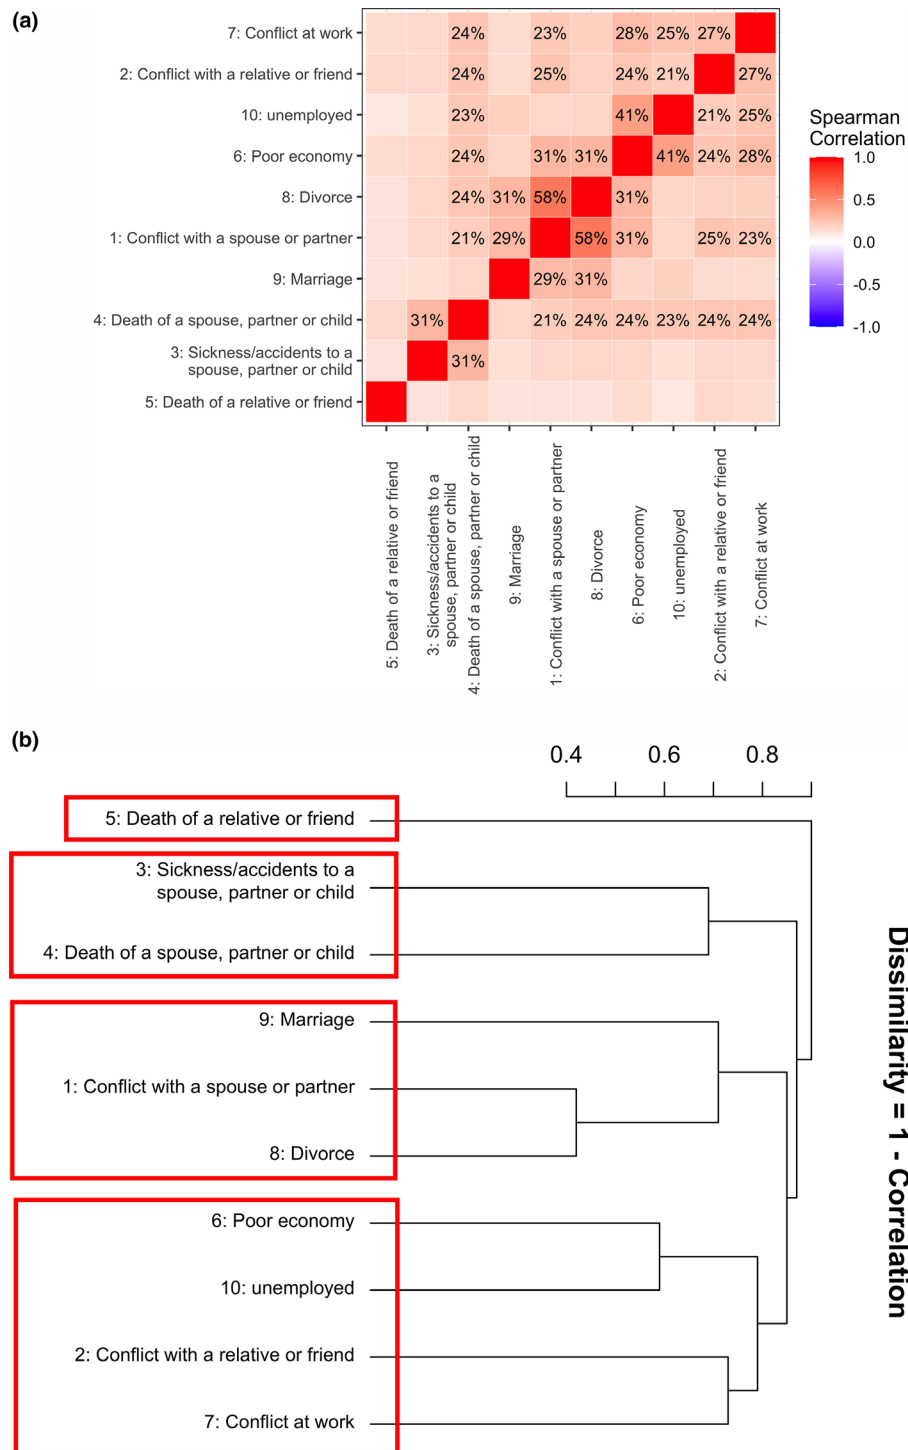 (a)
7: Conflict at work 24% 23% 28% 25% 27%
2: Conflict with a relative or friend 24% 25% 24% 21% 27%
10: unemployed 23% 41% 21% 25%
6: Poor economy 24% 31% 31% 41% 24% 28%
8: Divorce 24% 31% 58% 31%
1: Conflict with a spouse or partner 21% 29% 58% 31% 25% 23%
9: Marriage 29% 31%
4: Death of a spouse, partner or child 31% 21% 24% 24% 23% 24% 24%
3: Sickness/accidents to a
spouse, partner or child 31%
5: Death of a relative or friend
Spearman
Correlation
1.0
0.5
0.0
-0.5
-1.0
5: Death of a relative or friend
3: Sickness/accidents to a
spouse, partner or child
4: Death of a spouse, partner or child
9: Marriage
1: Conflict with a spouse or partner
8: Divorce
6: Poor economy
10: unemployed
2: Conflict with a relative or friend
7: Conflict at work
(b)
0.4 0.6 0.8
5: Death of a relative or friend
3: Sickness/accidents to a
spouse, partner or child
4: Death of a spouse, partner or child
9: Marriage
1: Conflict with a spouse or partner
8: Divorce
6: Poor economy
10: unemployed
2: Conflict with a relative or friend
7: Conflict at work
Dissimilarity = 1 - Correlation